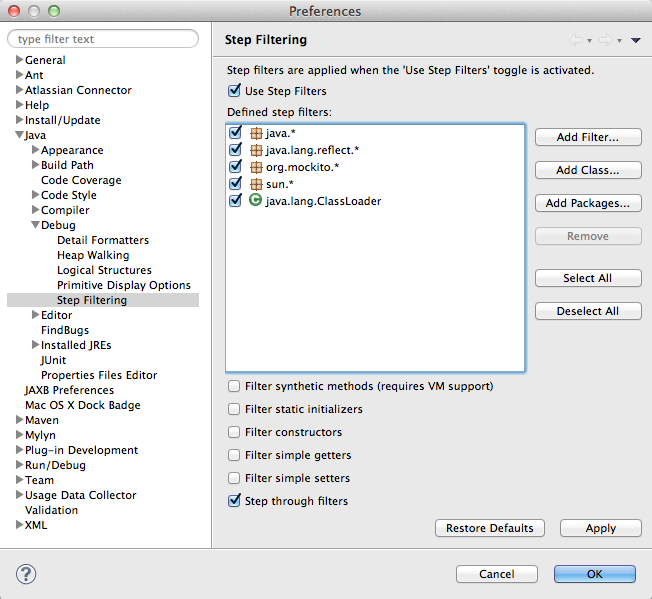 Preferences
type filter text
General
Ant
Atlassian Connector
Help
Install/Update
Java
Appearance
Build Path
Code Coverage
Code Style
Compiler
Debug
Detail Formatters
Heap Walking
Logical Structures
Primitive Display Options
Step Filtering
Editor
FindBugs
Installed JREs
JUnit
Properties Files Editor
JAXB Preferences
Mac OS X Dock Badge
Maven
Mylyn
Plug-in Development
Run/Debug
Team
Usage Data Collector
Validation
XML
Step Filtering
Step filters are applied when the 'Use Step Filters' toggle is activated.
Use Step Filters
Defined step filters:
java.*
java.lang.reflect.*
org.mockito.*
sun.*
C java.lang.ClassLoader
Add Filter...
Add Class...
Add Packages...
Remove
Select All
Deselect All
Filter synthetic methods (requires VM support)
Filter static initializers
Filter constructors
Filter simple getters
Filter simple setters
Step through filters
Restore Defaults
Apply
?
Cancel
OK